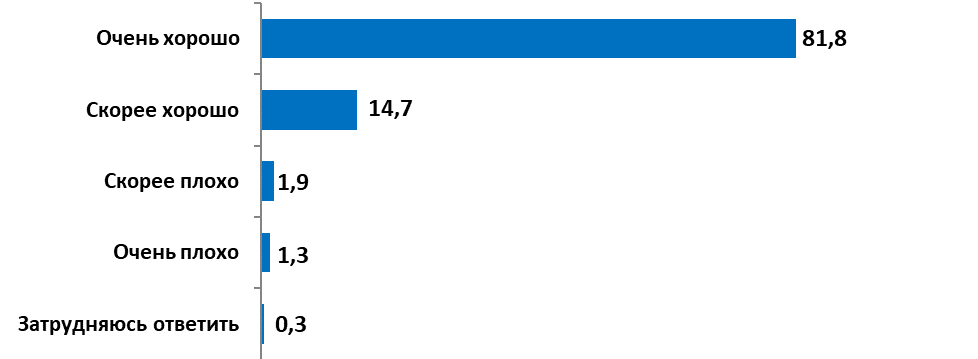 Очень хорошо 81,8
Скорее хорошо 14,7
Скорее плохо 1,9
Очень плохо 1,3
Затрудняюсь ответить 0,3